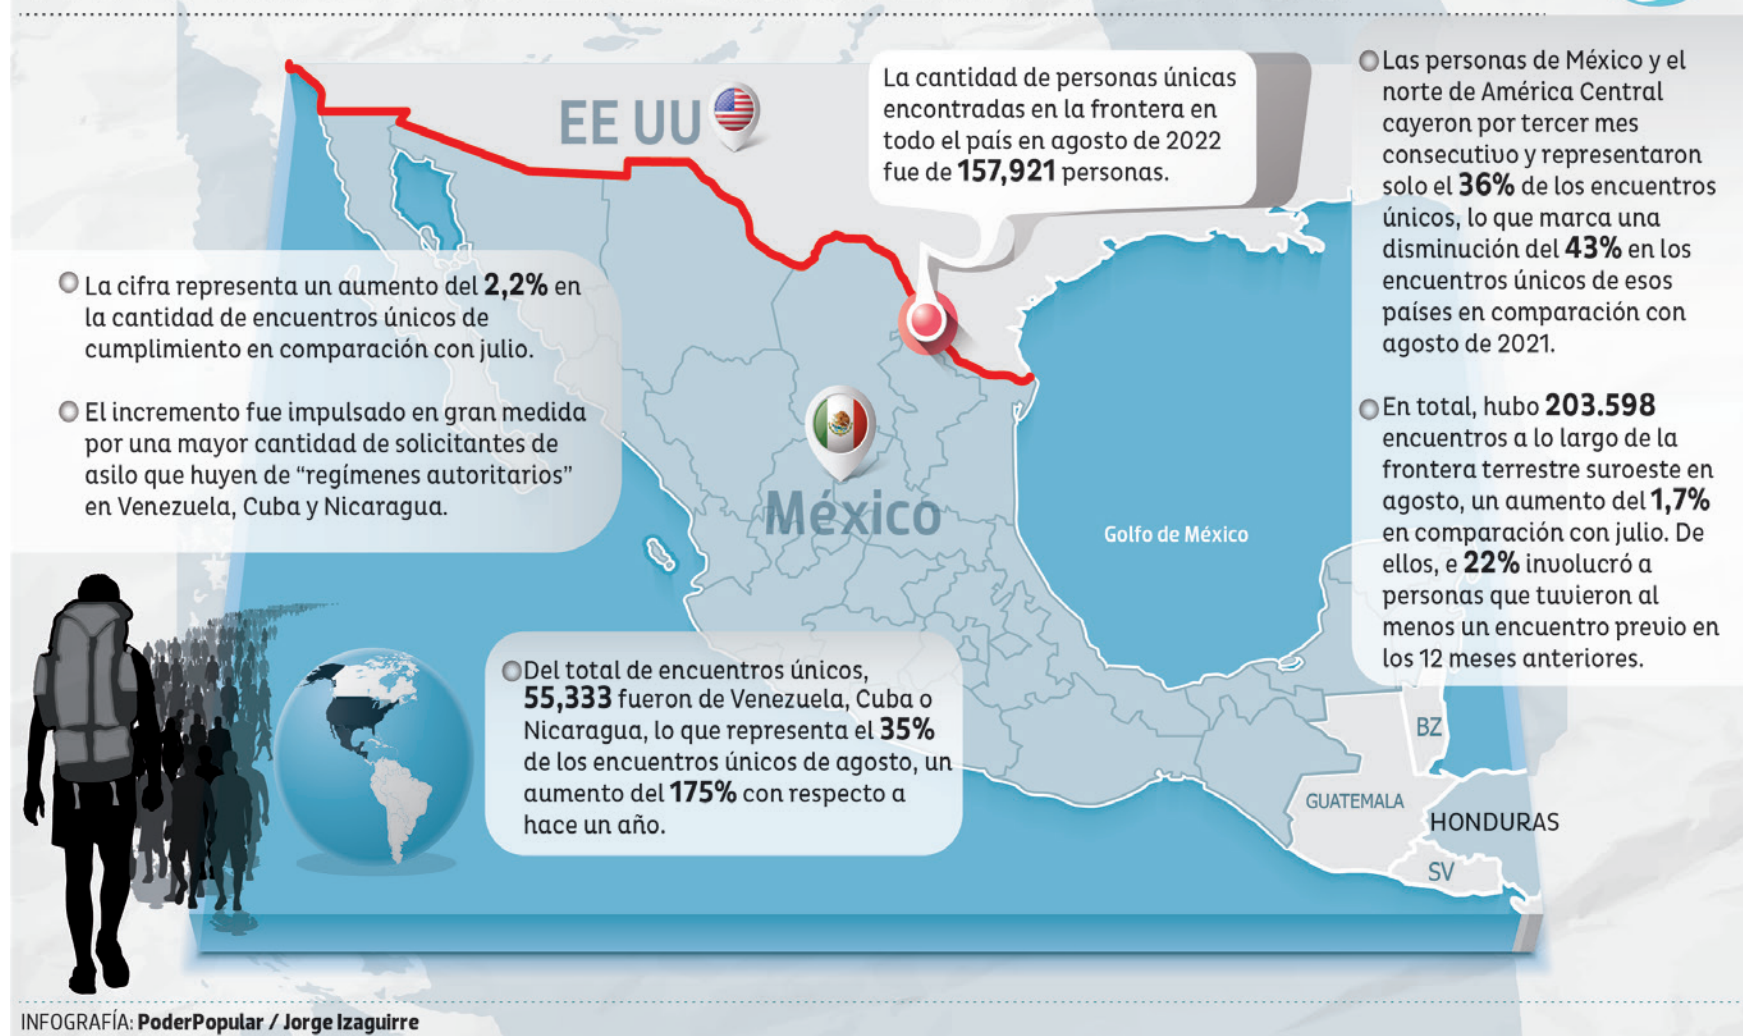 EE UU
La cantidad de personas únicas
encontradas en la frontera en
todo el país en agosto de 2022
fue de 157,921 personas.
La cifra representa un aumento del 2,2% en
la cantidad de encuentros únicos de
cumplimiento en comparación con julio.
El incremento fue impulsado en gran medida
por una mayor cantidad de solicitantes de
asilo que huyen de “regímenes autoritarios”
en Venezuela, Cuba y Nicaragua.
México
Golfo de México
Las personas de México y el
norte de América Central
cayeron por tercer mes
consecutivo y representaron
solo el 36% de los encuentros
únicos, lo que marca una
disminución del 43% en los
encuentros únicos de esos
países en comparación con
agosto de 2021.
En total, hubo 203.598
encuentros a lo largo de la
frontera terrestre suroeste en
agosto, un aumento del 1,7%
en comparación con julio. De
ellos, e 22% involucró a
personas que tuvieron al
menos un encuentro previo en
los 12 meses anteriores.
Del total de encuentros únicos,
55,333 fueron de Venezuela, Cuba o
Nicaragua, lo que representa el 35%
de los encuentros únicos de agosto, un
aumento del 175% con respecto a
hace un año.
BZ
GUATEMALA
HONDURAS
SV
INFOGRAFÍA: PoderPopular / Jorge Izaguirre